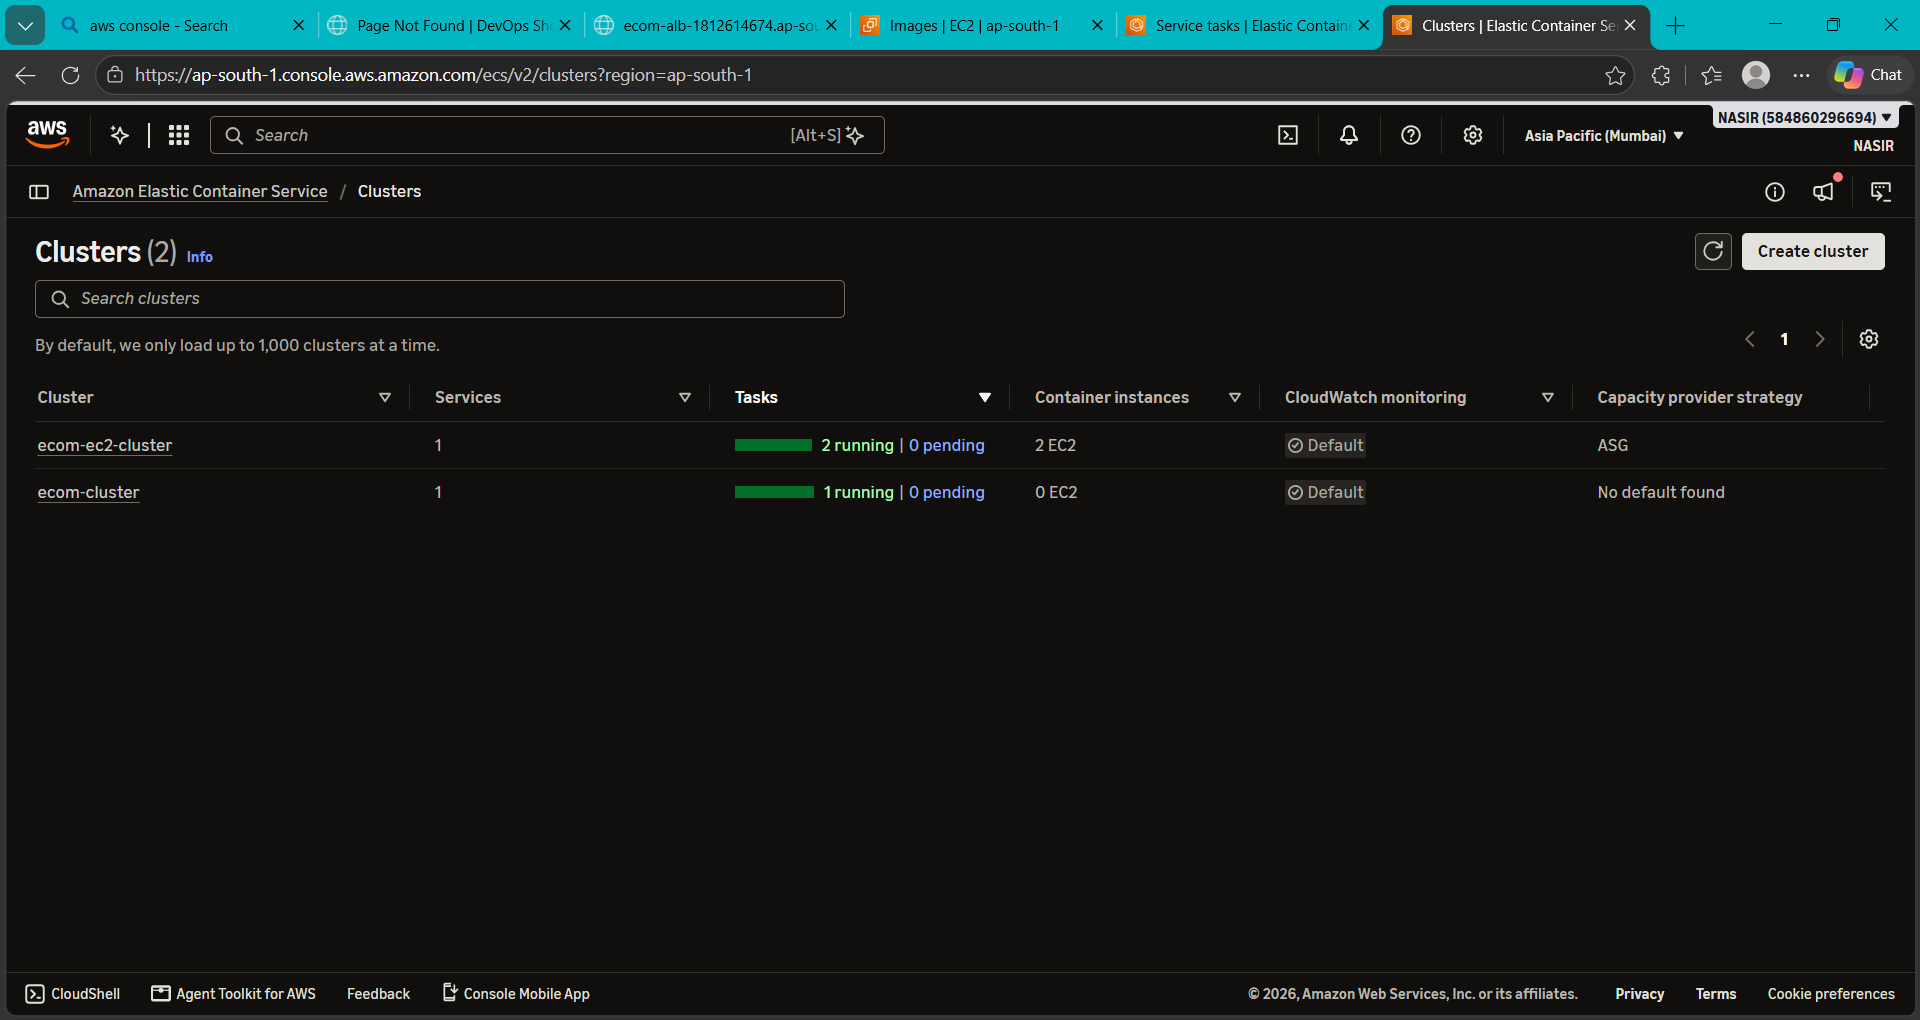 aws console - Search
Page Not Found | DevOps Sho
ecom-alb-1812614674.ap-sou
Images | EC2 | ap-south-1
Service tasks | Elastic Containe
Clusters | Elastic Container Se
https://ap-south-1.console.aws.amazon.com/ecs/v2/clusters?region=ap-south-1
Chat
aws
Search
[Alt+S]
Asia Pacific (Mumbai)
NASIR (584860296694)
NASIR
Amazon Elastic Container Service / Clusters
Clusters (2) Info
Create cluster
Search clusters
By default, we only load up to 1,000 clusters at a time.
1
Cluster Services Tasks Container instances CloudWatch monitoring Capacity provider strategy
ecom-ec2-cluster 1 2 running | 0 pending 2 EC2 Default ASG
ecom-cluster 1 1 running | 0 pending 0 EC2 Default No default found
CloudShell Agent Toolkit for AWS Feedback Console Mobile App © 2026, Amazon Web Services, Inc. or its affiliates. Privacy Terms Cookie preferences